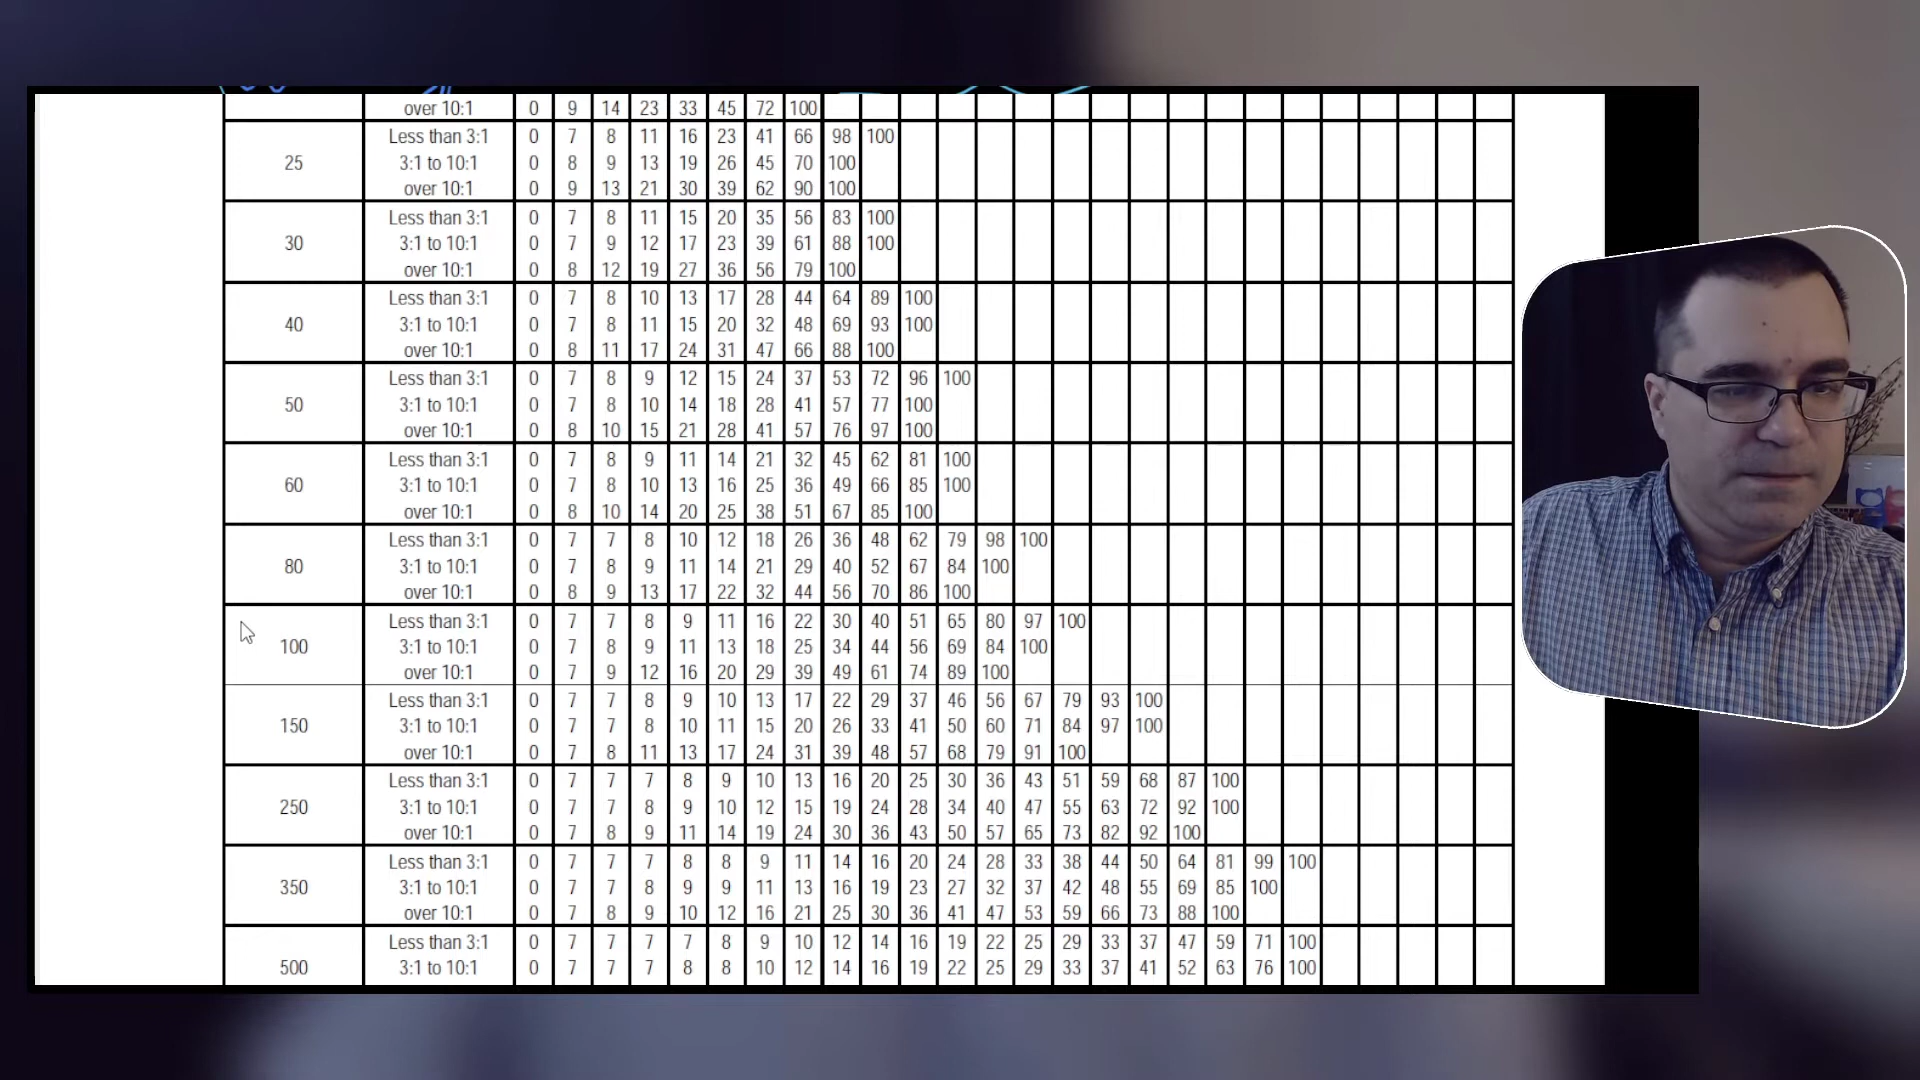 over 10:1 0 9 14 23 33 45 72 100
Less than 3:1 0 7 8 11 16 23 41 66 98 100
25 3:1 to 10:1 0 8 9 13 19 26 45 70 100
over 10:1 0 9 13 21 30 39 62 90 100
Less than 3:1 0 7 8 11 15 20 35 56 83 100
30 3:1 to 10:1 0 7 9 12 17 23 39 61 88 100
over 10:1 0 8 12 19 27 36 56 79 100
Less than 3:1 0 7 8 10 13 17 28 44 64 89 100
40 3:1 to 10:1 0 7 8 11 15 20 32 48 69 93 100
over 10:1 0 8 11 17 24 31 47 66 88 100
Less than 3:1 0 7 8 9 12 15 24 37 53 72 96 100
50 3:1 to 10:1 0 7 8 10 14 18 28 41 57 77 100
over 10:1 0 8 10 15 21 28 41 57 76 97 100
Less than 3:1 0 7 8 9 11 14 21 32 45 62 81 100
60 3:1 to 10:1 0 7 8 10 13 16 25 36 49 66 85 100
over 10:1 0 8 10 14 20 25 38 51 67 85 100
Less than 3:1 0 7 7 8 10 12 18 26 36 48 62 79 98 100
80 3:1 to 10:1 0 7 8 9 11 14 21 29 40 52 67 84 100
over 10:1 0 8 9 13 17 22 32 44 56 70 86 100
Less than 3:1 0 7 7 8 9 11 16 22 30 40 51 65 80 97 100
100 3:1 to 10:1 0 7 8 9 11 13 18 25 34 44 56 69 84 100
over 10:1 0 7 9 12 16 20 29 39 49 61 74 89 100
Less than 3:1 0 7 7 8 9 10 13 17 22 29 37 46 56 67 79 93 100
150 3:1 to 10:1 0 7 7 8 10 11 15 20 26 33 41 50 60 71 84 97 100
over 10:1 0 7 8 11 13 17 24 31 39 48 57 68 79 91 100
Less than 3:1 0 7 7 7 8 9 10 13 16 20 25 30 36 43 51 59 68 87 100
250 3:1 to 10:1 0 7 7 8 9 10 12 15 19 24 28 34 40 47 55 63 72 92 100
over 10:1 0 7 8 9 11 14 19 24 30 36 43 50 57 65 73 82 92 100
Less than 3:1 0 7 7 7 8 8 9 11 14 16 20 24 28 33 38 44 50 64 81 99 100
350 3:1 to 10:1 0 7 7 8 9 9 11 13 16 19 23 27 32 37 42 48 55 69 85 100
over 10:1 0 7 8 9 10 12 16 21 25 30 36 41 47 53 59 66 73 88 100
Less than 3:1 0 7 7 7 7 8 9 10 12 14 16 19 22 25 29 33 37 47 59 71 100
500 3:1 to 10:1 0 7 7 7 8 8 10 12 14 16 19 22 25 29 33 37 41 52 63 76 100